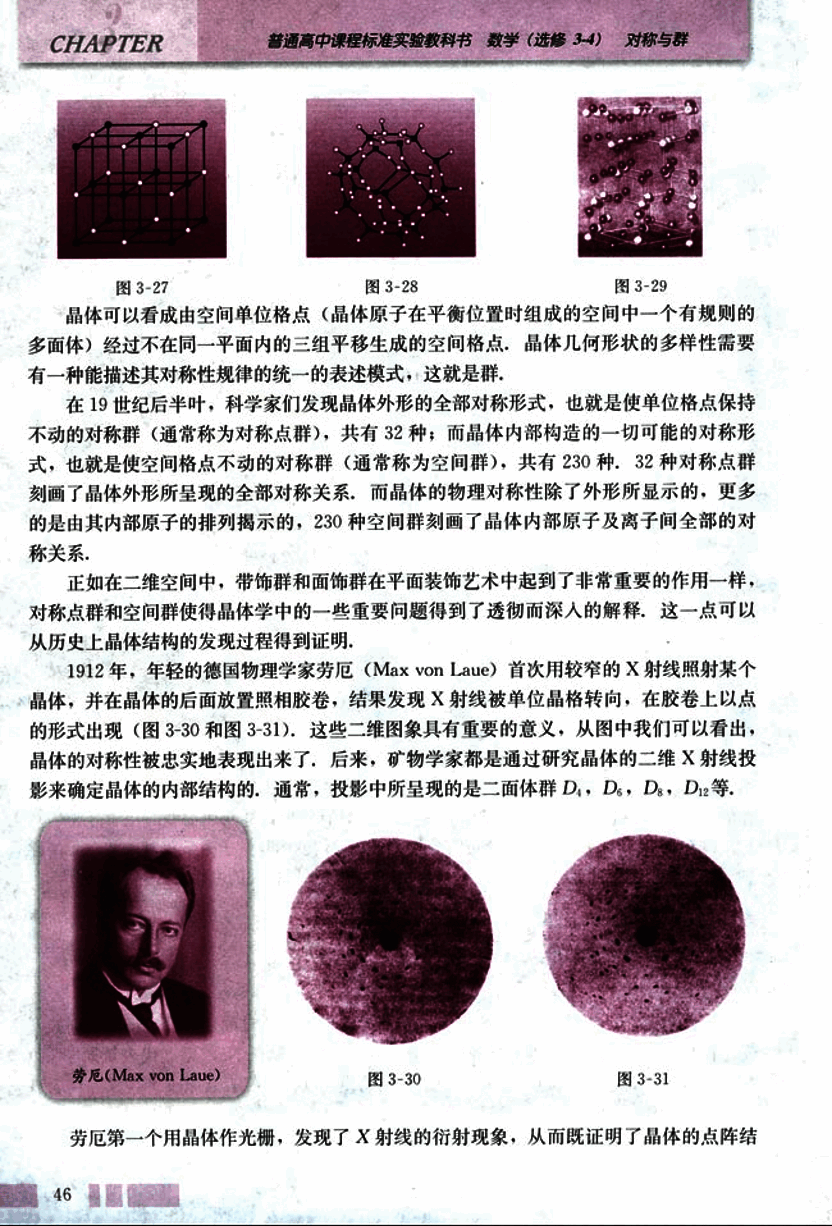 CHAPTER
普通高中课程标准实验教科书 数学（选修 3-4） 对称与群
图 3-27
图 3-28
图 3-29
晶体可以看成由空间单位格点（晶体原子在平衡位置时组成的空间中一个有规则的
多面体）经过不在同一平面内的三组平移生成的空间格点．晶体几何形状的多样性需要
有一种能描述其对称性规律的统一的表述模式，这就是群．
在 19 世纪后半叶，科学家们发现晶体外形的全部对称形式，也就是使单位格点保持
不动的对称群（通常称为对称点群），共有 32 种；而晶体内部构造的一切可能的对称形
式，也就是使空间格点不动的对称群（通常称为空间群），共有 230 种．32 种对称点群
刻画了晶体外形所呈现的全部对称关系．而晶体的物理对称性除了外形所显示的，更多
的是由其内部原子的排列揭示的，230 种空间群刻画了晶体内部原子及离子间全部的对
称关系．
正如在二维空间中，带饰群和面饰群在平面装饰艺术中起到了非常重要的作用一样，
对称点群和空间群使得晶体学中的一些重要问题得到了透彻而深入的解释．这一点可以
从历史上晶体结构的发现过程得到证明．
1912 年，年轻的德国物理学家劳厄（Max von Laue）首次用较窄的 X 射线照射某个
晶体，并在晶体的后面放置照相胶卷，结果发现 X 射线被单位晶格转向，在胶卷上以点
的形式出现（图 3-30 和图 3-31）．这些二维图象具有重要的意义，从图中我们可以看出，
晶体的对称性被忠实地表现出来了．后来，矿物学家都是通过研究晶体的二维 X 射线投
影来确定晶体的内部结构的．通常，投影中所呈现的是二面体群 D₄，D₆，D₈，D₁₂等．
劳厄(Max von Laue)
图 3-30
图 3-31
劳厄第一个用晶体作光栅，发现了 X 射线的衍射现象，从而既证明了晶体的点阵结
46